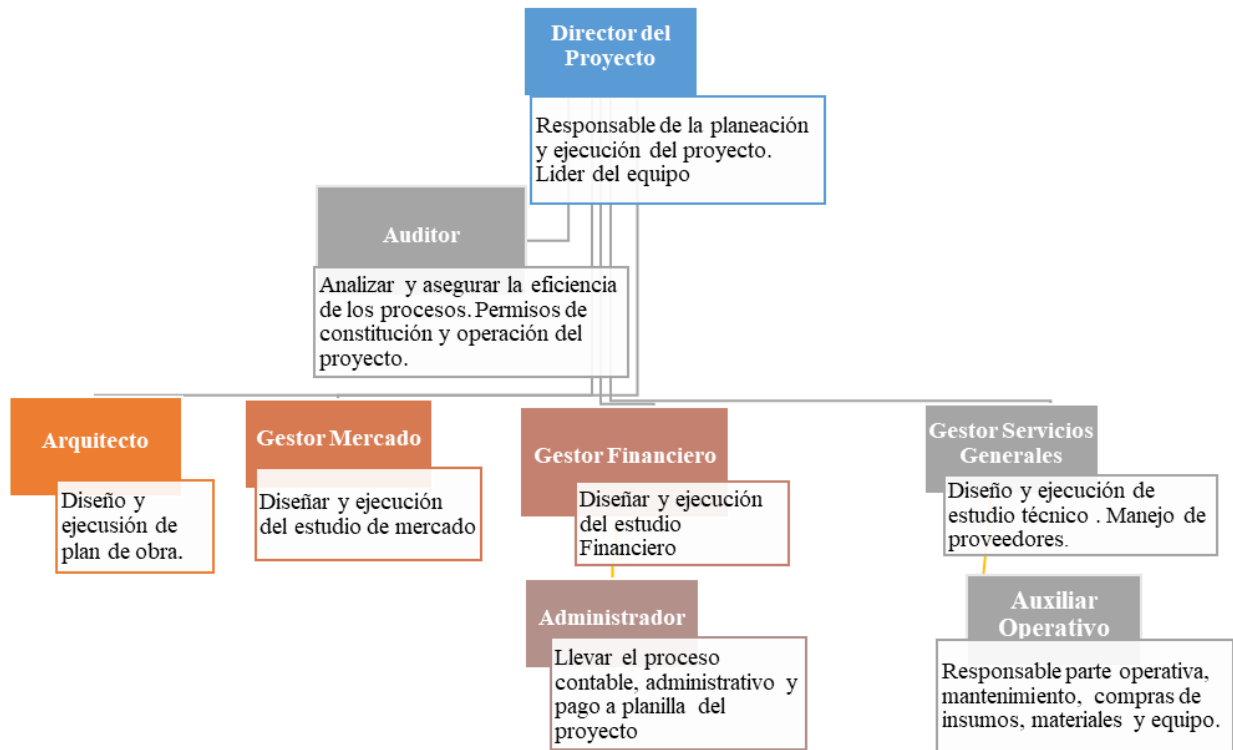 Director del
Proyecto
Responsable de la planeación
y ejecución del proyecto.
Lider del equipo
Auditor
Analizar y asegurar la eficiencia
de los procesos. Permisos de
constitución y operación del
proyecto.
Arquitecto
Diseño y
ejecusión de
plan de obra.
Gestor Mercado
Diseñar y ejecución
del estudio de mercado
Gestor Financiero
Diseñar y ejecución
del estudio
Financiero
Gestor Servicios
Generales
Diseño y ejecución de
estudio técnico . Manejo de
proveedores.
Administrador
Llevar el proceso
contable, administrativo y
pago a planilla del
proyecto
Auxiliar
Operativo
Responsable parte operativa,
mantenimiento, compras de
insumos, materiales y equipo.